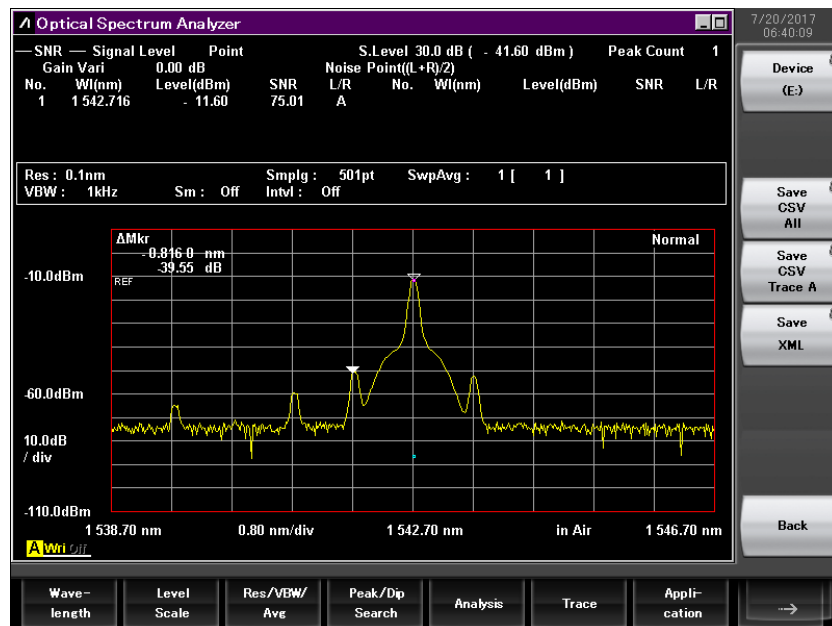 Optical Spectrum Analyzer
7/20/2017
06:40:09
SNR — Signal Level Point S.Level 30.0 dB ( - 41.60 dBm ) Peak Count 1
Gain Vari 0.00 dB Noise Point((L+R)/2)
No. Wl(nm) Level(dBm) SNR L/R No. Wl(nm) Level(dBm) SNR L/R
1 1 542.716 - 11.60 75.01 A
Res : 0.1nm Smplg : 501pt SwpAvg : 1 [ 1 ]
VBW : 1kHz Sm : Off Intvl : Off
ΔMkr Normal
- 0.816 0 nm
-39.55 dB
-10.0dBm
REF
-60.0dBm
10.0dB
/ div
-110.0dBm
1 538.70 nm 0.80 nm/div 1 542.70 nm in Air 1 546.70 nm
A Wri Off
Device
(E:)
Save
CSV
All
Save
CSV
Trace A
Save
XML
Back
Wave-
length
Level
Scale
Res/VBW/
Avg
Peak/Dip
Search
Analysis
Trace
Appli-
cation
→